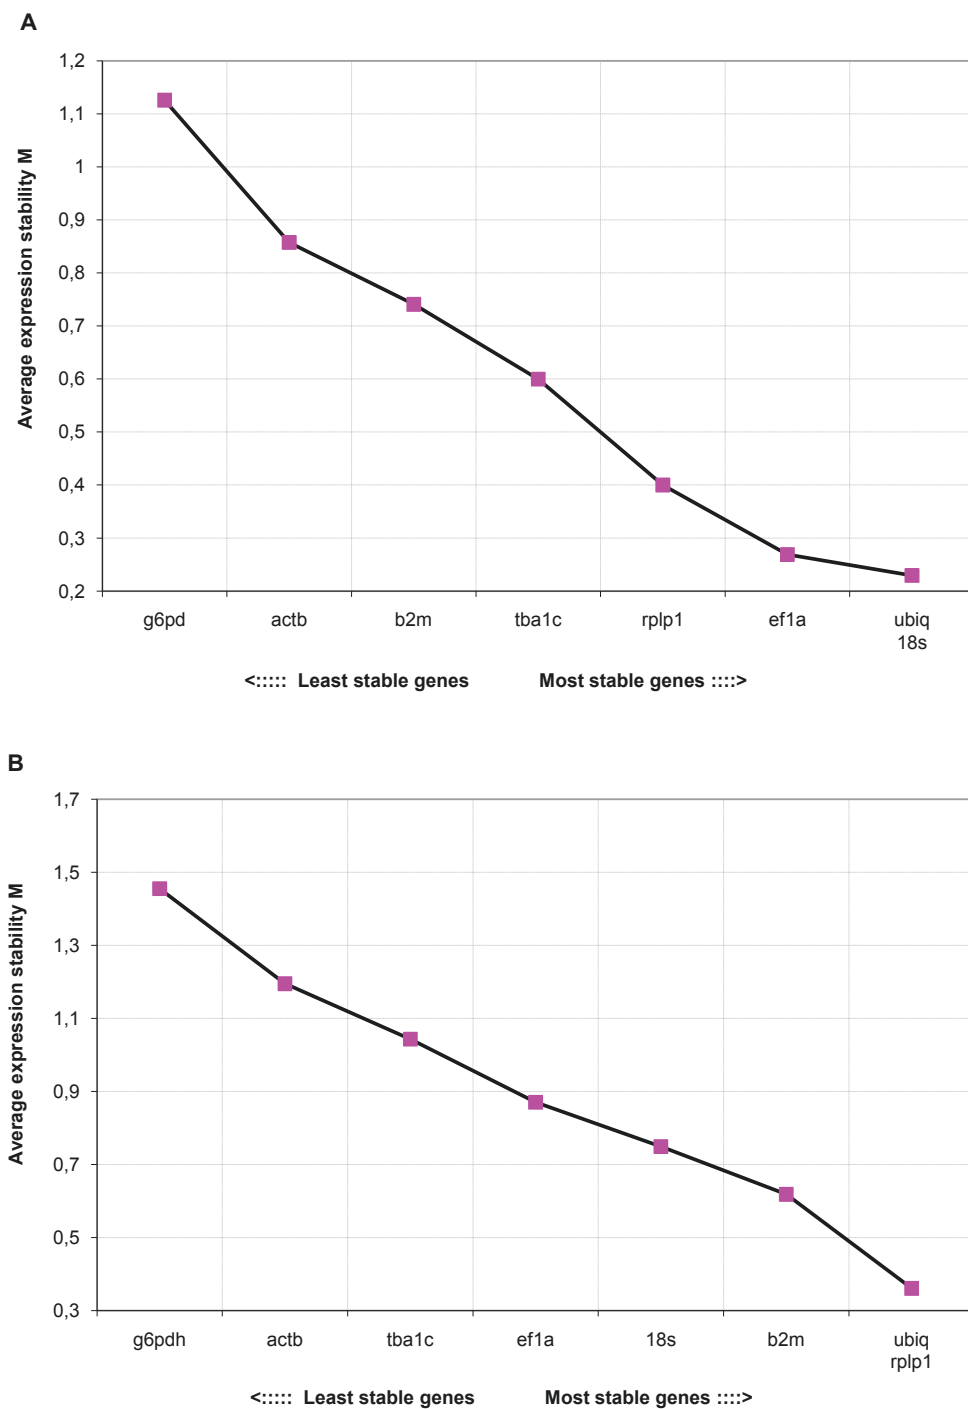 A
1,2
1,1
1
0,9
0,8
0,7
0,6
0,5
0,4
0,3
0,2
Average expression stability M
g6pd actb b2m tba1c rplp1 ef1a ubiq
18s
<::::: Least stable genes Most stable genes ::::>
B
1,7
1,5
1,3
1,1
0,9
0,7
0,5
0,3
Average expression stability M
g6pdh actb tba1c ef1a 18s b2m ubiq
rplp1
<::::: Least stable genes Most stable genes ::::>